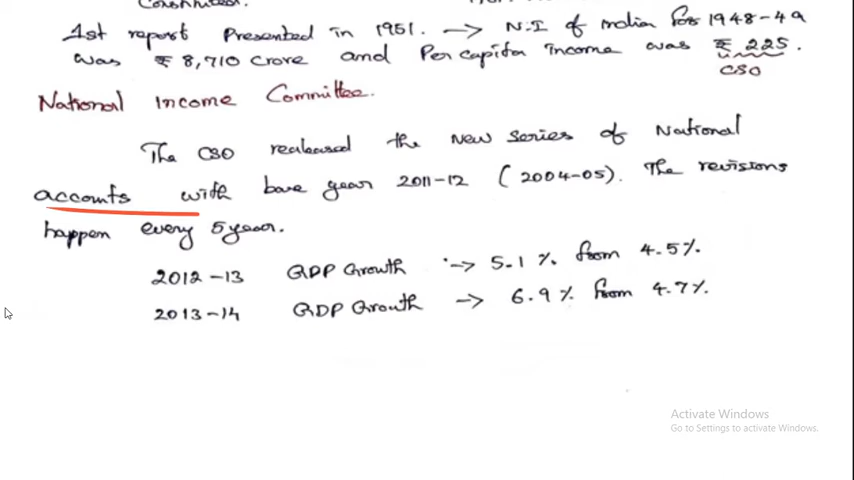 1st report Presented in 1951. → N.I of Indian for 1948-49
was ₹ 8,710 crore and Per capita Income was ₹ 225.
CSO
National Income Committee.
The CSO realeased the New series of National
accounts with base year 2011-12 (2004-05). The revisions
happen every 5 year.
2012-13 GDP Growth → 5.1 % from 4.5%.
2013-14 GDP Growth → 6.9 % from 4.7%.
Activate Windows
Go to Settings to activate Windows.